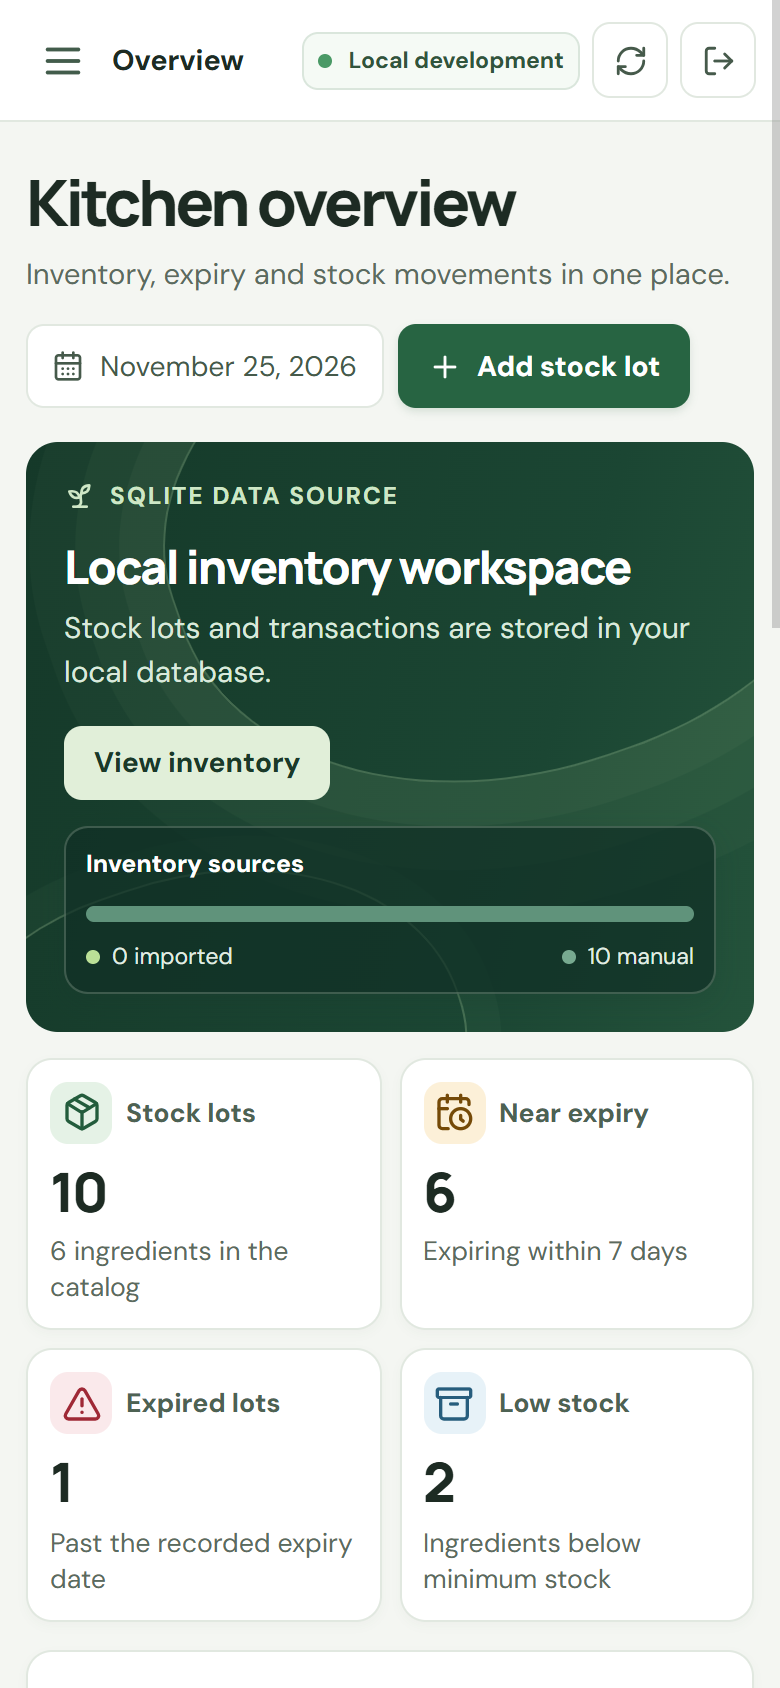 Overview
Local development
Kitchen overview
Inventory, expiry and stock movements in one place.
November 25, 2026
Add stock lot
SQLITE DATA SOURCE
Local inventory workspace
Stock lots and transactions are stored in your
local database.
View inventory
Inventory sources
0 imported
10 manual
Stock lots
10
6 ingredients in the
catalog
Near expiry
6
Expiring within 7 days
Expired lots
1
Past the recorded expiry
date
Low stock
2
Ingredients below
minimum stock